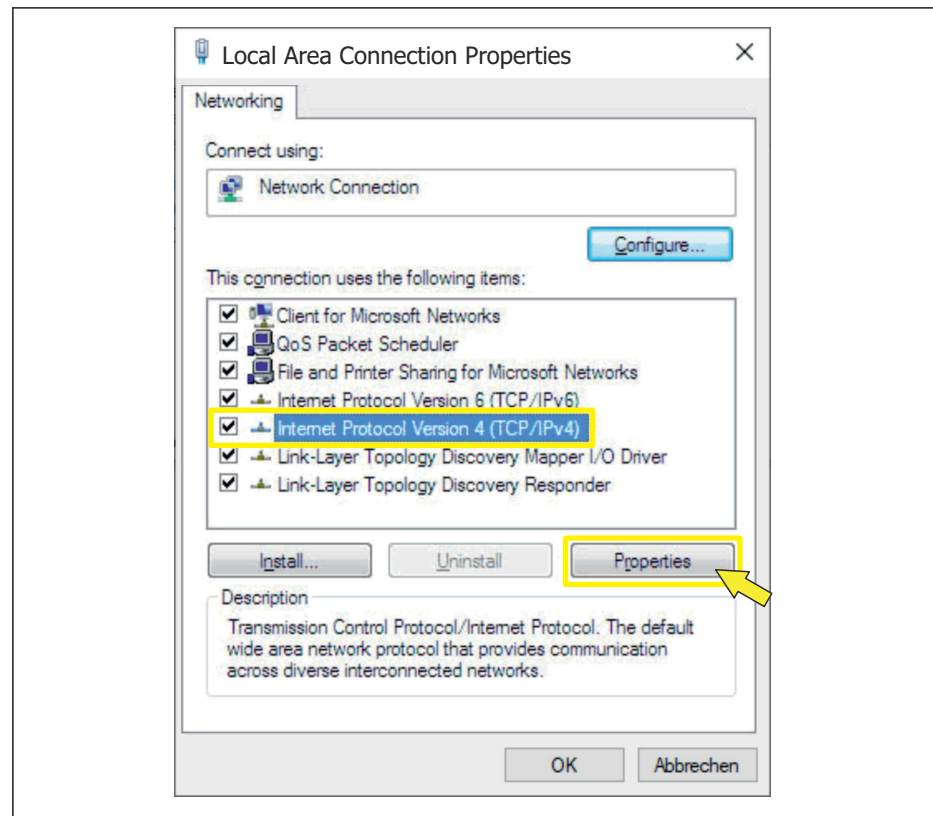 Local Area Connection Properties
Networking
Connect using:
Network Connection
Configure...
This connection uses the following items:
Client for Microsoft Networks
QoS Packet Scheduler
File and Printer Sharing for Microsoft Networks
Internet Protocol Version 6 (TCP/IPv6)
Internet Protocol Version 4 (TCP/IPv4)
Link-Layer Topology Discovery Mapper I/O Driver
Link-Layer Topology Discovery Responder
Install... Uninstall Properties
Description
Transmission Control Protocol/Internet Protocol. The default
wide area network protocol that provides communication
across diverse interconnected networks.
OK Abbrechen